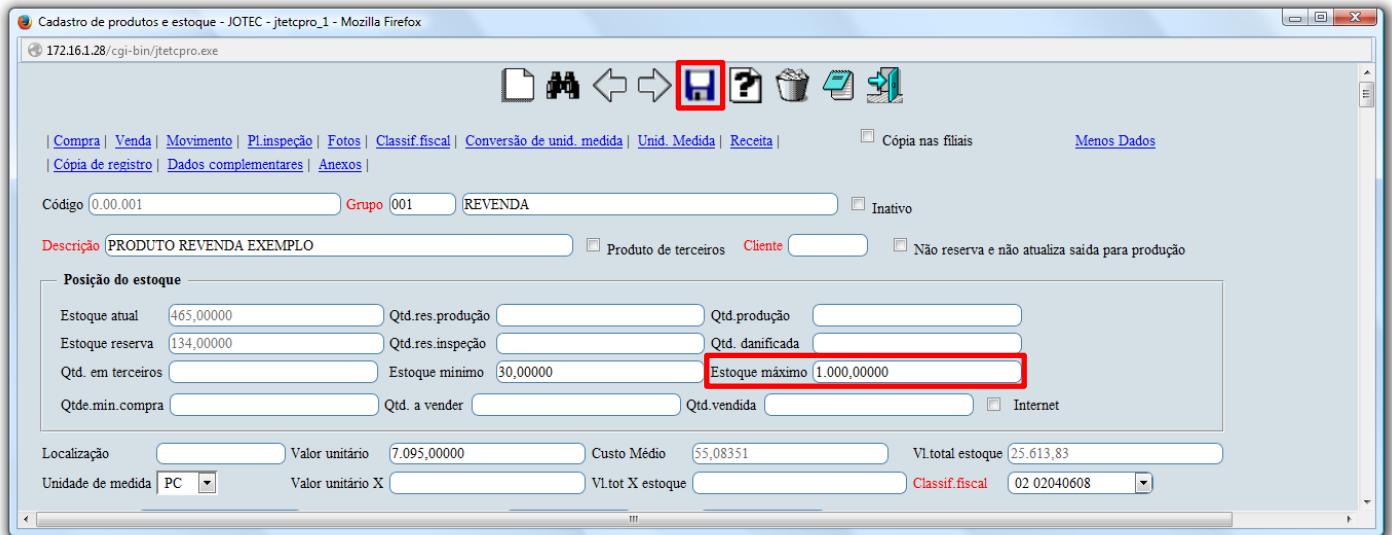 Cadastro de produtos e estoque - JOTEC - jtetcpro_1 - Mozilla Firefox
172.16.1.28/cgi-bin/jtetcpro.exe
| Compra | Venda | Movimento | Pl.inspeção | Fotos | Classif.fiscal | Conversão de unid. medida | Unid. Medida | Receita | Cópia nas filiais Menos Dados
| Cópia de registro | Dados complementares | Anexos |
Código 0.00.001 Grupo 001 REVENDA Inativo
Descrição PRODUTO REVENDA EXEMPLO Produto de terceiros Cliente Não reserva e não atualiza saida para produção
Posição do estoque
Estoque atual 465,00000 Qtd.res.produção Qtd.produção
Estoque reserva 134,00000 Qtd.res.inspeção Qtd. danificada
Qtd. em terceiros Estoque minimo 30,00000 Estoque máximo 1.000,00000
Qtde.min.compra Qtd. a vender Qtd.vendida Internet
Localização Valor unitário 7.095,00000 Custo Médio 55,08351 Vl.total estoque 25.613,83
Unidade de medida PC Valor unitário X Vl.tot X estoque Classif.fiscal 02 02040608